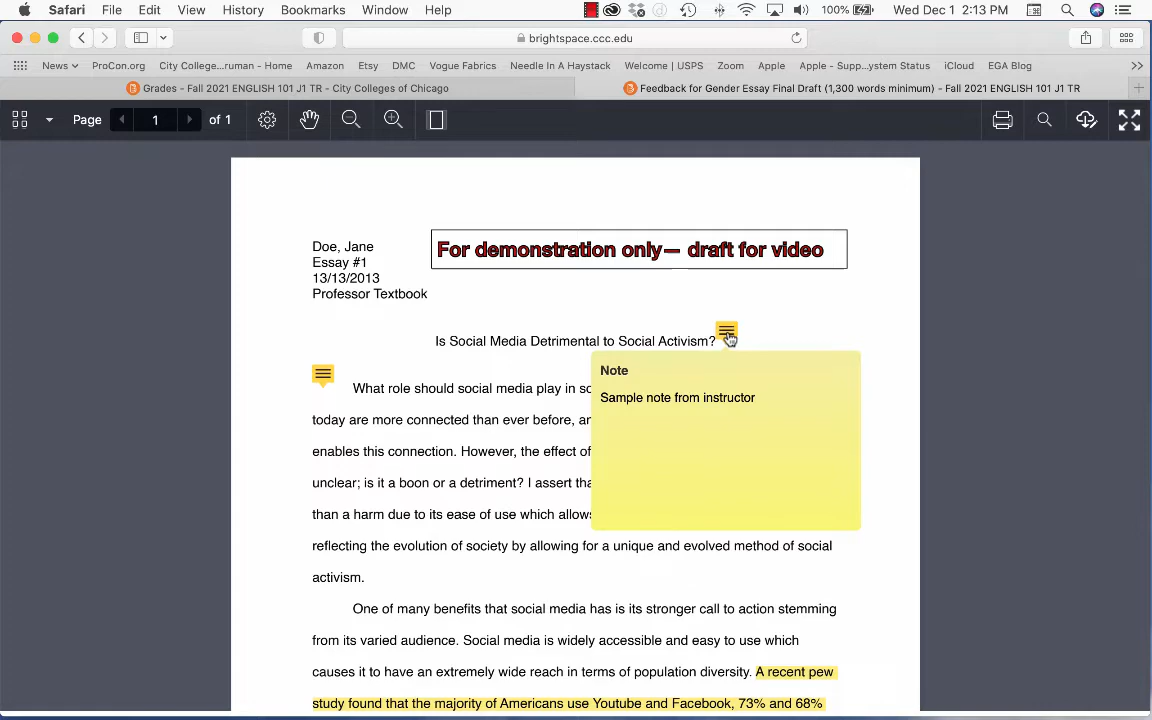 Safari File Edit View History Bookmarks Window Help 100% Wed Dec 1 2:13 PM
brightspace.ccc.edu
News ProCon.org City College...ruman - Home Amazon Etsy DMC Vogue Fabrics Needle In A Haystack Welcome | USPS Zoom Apple Apple - Supp...ystem Status iCloud EGA Blog
Grades - Fall 2021 ENGLISH 101 J1 TR - City Colleges of Chicago
Feedback for Gender Essay Final Draft (1,300 words minimum) - Fall 2021 ENGLISH 101 J1 TR
Page 1 of 1
Doe, Jane
Essay #1
13/13/2013
Professor Textbook
For demonstration only— draft for video
Is Social Media Detrimental to Social Activism?
Note
Sample note from instructor
What role should social media play in so
today are more connected than ever before, an
enables this connection. However, the effect of
unclear; is it a boon or a detriment? I assert tha
than a harm due to its ease of use which allows
reflecting the evolution of society by allowing for a unique and evolved method of social
activism.
One of many benefits that social media has is its stronger call to action stemming
from its varied audience. Social media is widely accessible and easy to use which
causes it to have an extremely wide reach in terms of population diversity. A recent pew
study found that the majority of Americans use Youtube and Facebook, 73% and 68%